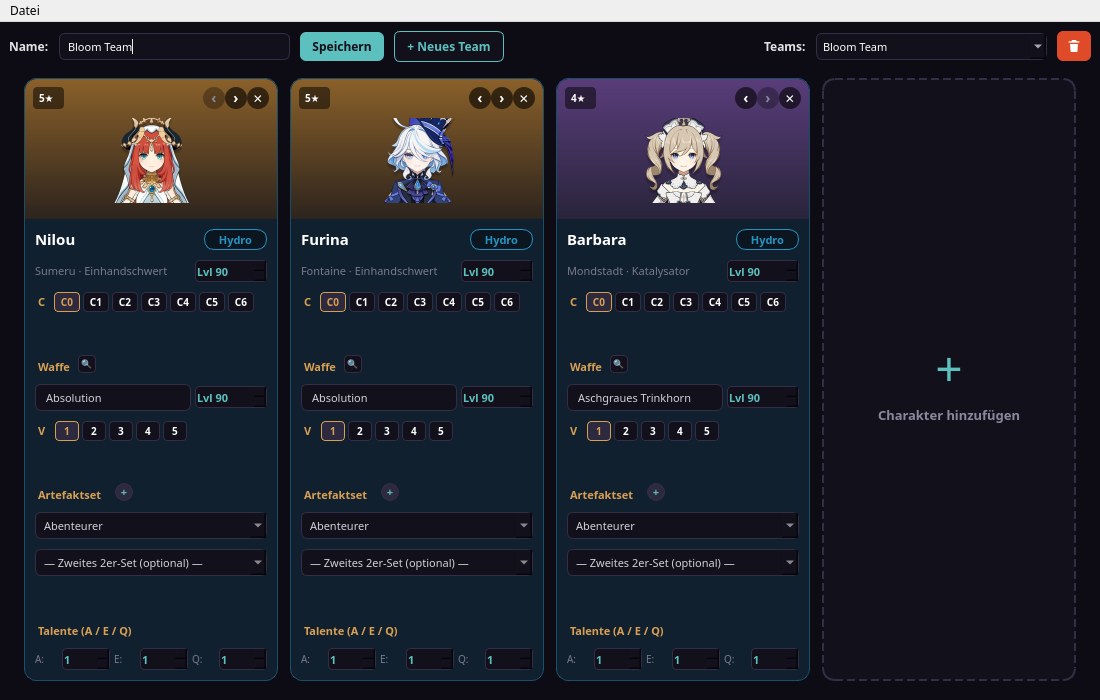 Datei
Name: Bloom Team Speichern + Neues Team Teams: Bloom Team
5★ ‹ › ✕ 5★ ‹ › ✕ 4★ ‹ › ✕
Nilou Hydro Furina Hydro Barbara Hydro
Sumeru · Einhandschwert Lvl 90 Fontaine · Einhandschwert Lvl 90 Mondstadt · Katalysator Lvl 90
C C0 C1 C2 C3 C4 C5 C6 C C0 C1 C2 C3 C4 C5 C6 C C0 C1 C2 C3 C4 C5 C6
Waffe Waffe Waffe
+
Absolution Lvl 90 Absolution Lvl 90 Aschgraues Trinkhorn Lvl 90
Charakter hinzufügen
V 1 2 3 4 5 V 1 2 3 4 5 V 1 2 3 4 5
Artefaktset + Artefaktset + Artefaktset +
Abenteurer Abenteurer Abenteurer
— Zweites 2er-Set (optional) — — Zweites 2er-Set (optional) — — Zweites 2er-Set (optional) —
Talente (A / E / Q) Talente (A / E / Q) Talente (A / E / Q)
A: 1 E: 1 Q: 1 A: 1 E: 1 Q: 1 A: 1 E: 1 Q: 1